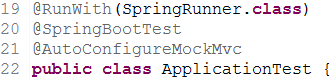 19 @RunWith(SpringRunner.class)
20 @SpringBootTest
21 @AutoConfigureMockMvc
22 public class ApplicationTest {